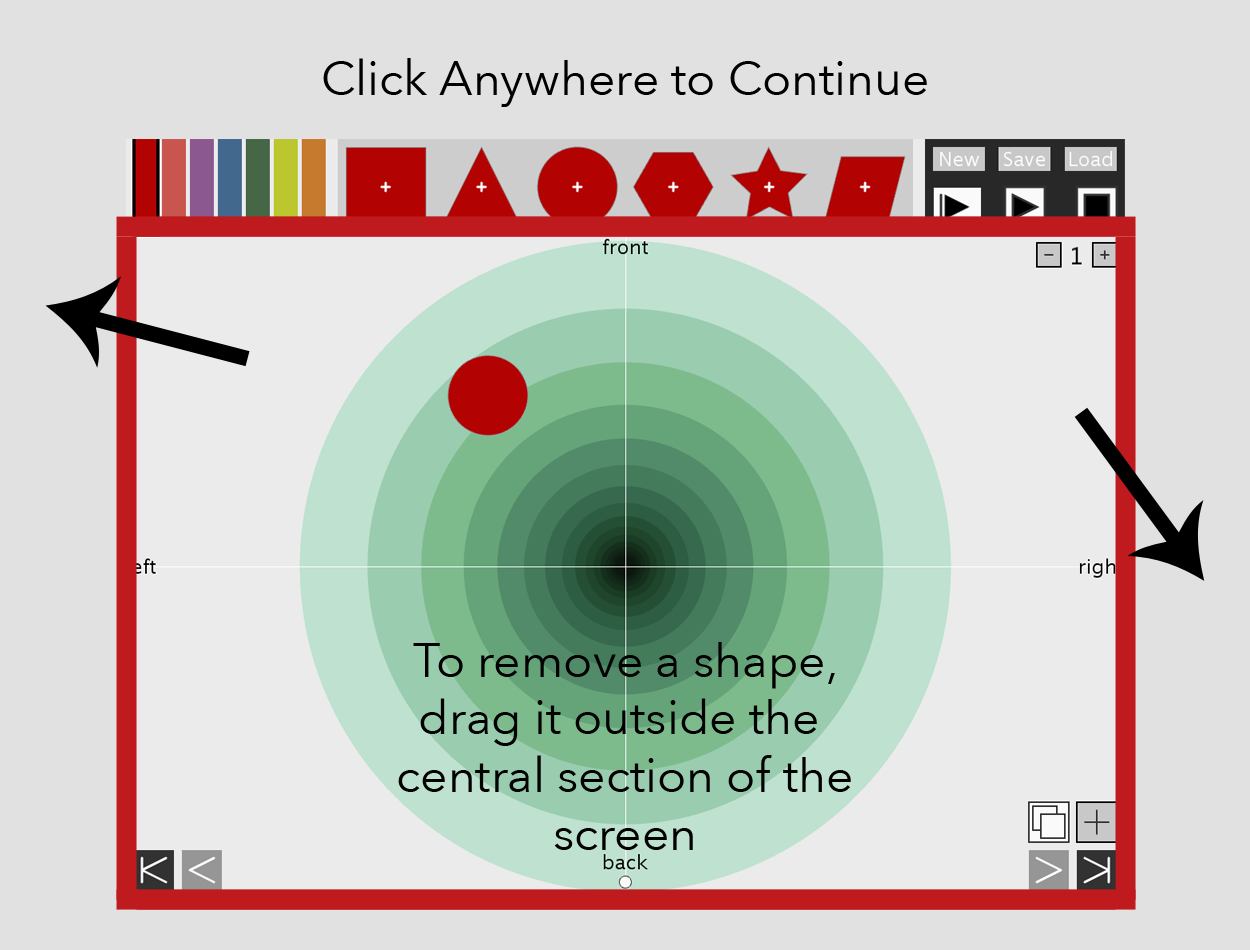 Click Anywhere to Continue
New Save Load
front
1
eft
righ
To remove a shape,
drag it outside the
central section of the
screen
back